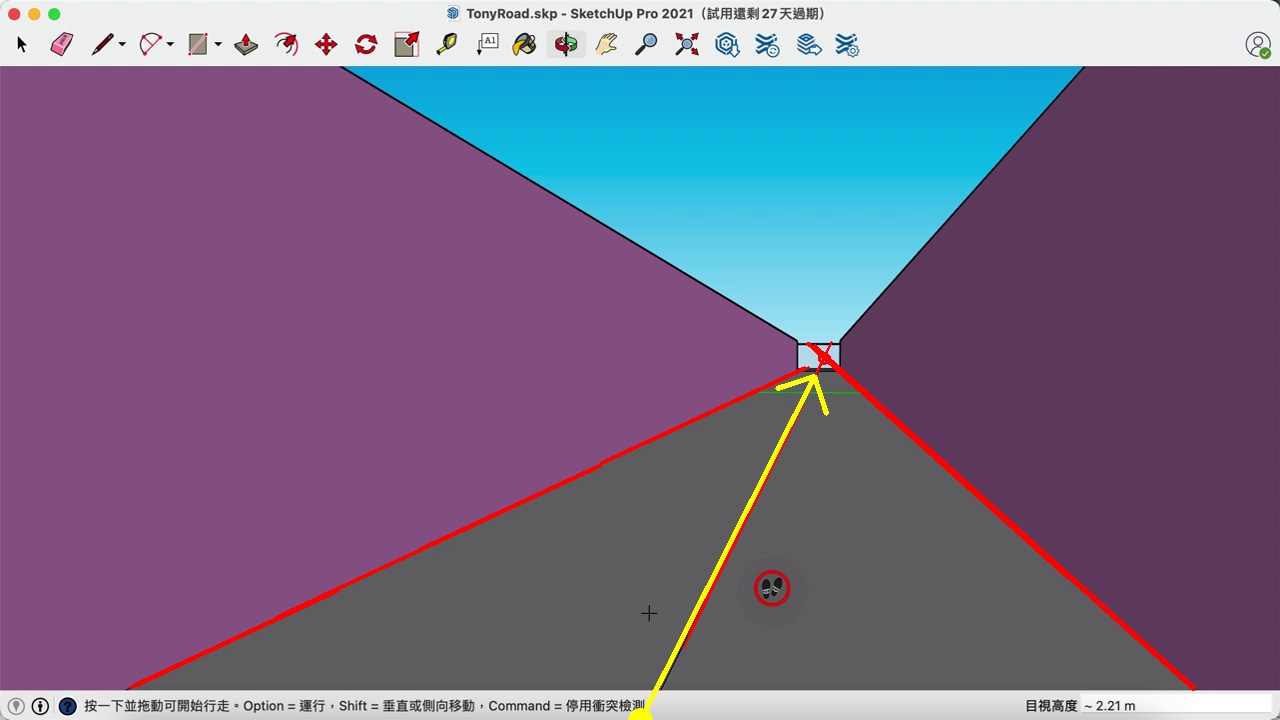 TonyRoad.skp - SketchUp Pro 2021（試用還剩 27 天過期）
A1
按一下並拖動可開始行走。Option = 運行，Shift = 垂直或側向移動，Command = 停用衝突檢測
目視高度 ~ 2.21 m